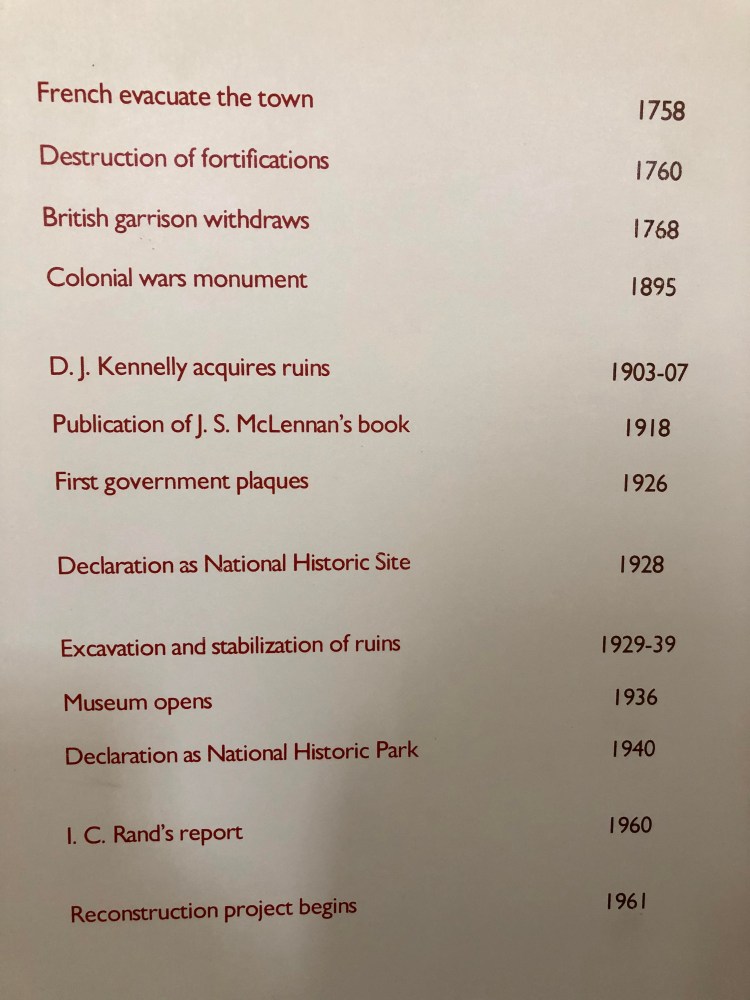 French evacuate the town 1758
Destruction of fortifications 1760
British garrison withdraws 1768
Colonial wars monument 1895
D. J. Kennelly acquires ruins 1903-07
Publication of J. S. McLennan's book 1918
First government plaques 1926
Declaration as National Historic Site 1928
Excavation and stabilization of ruins 1929-39
Museum opens 1936
Declaration as National Historic Park 1940
I. C. Rand's report 1960
Reconstruction project begins 1961